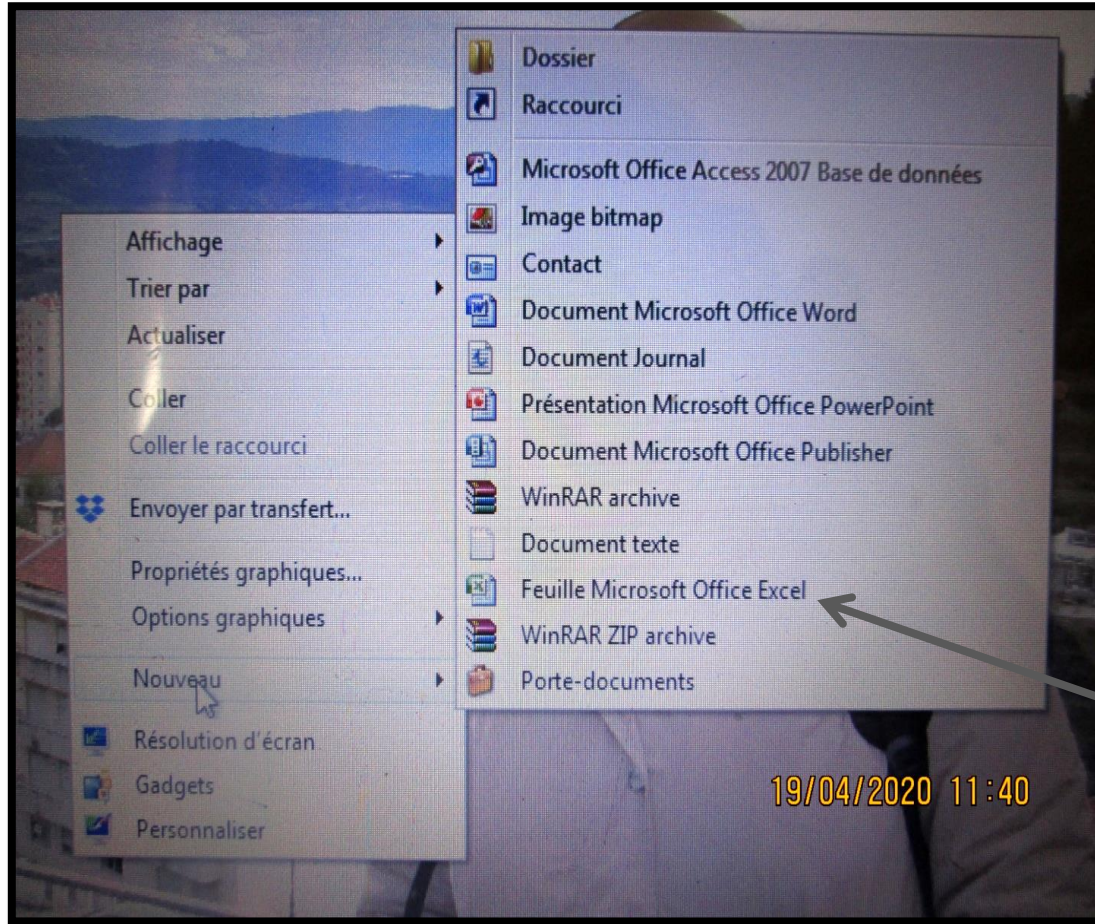 Affichage
Trier par
Actualiser
Coller
Coller le raccourci
Envoyer par transfert...
Propriétés graphiques...
Options graphiques
Nouveau
Résolution d'écran
Gadgets
Personnaliser
Dossier
Raccourci
Microsoft Office Access 2007 Base de données
Image bitmap
Contact
Document Microsoft Office Word
Document Journal
Présentation Microsoft Office PowerPoint
Document Microsoft Office Publisher
WinRAR archive
Document texte
Feuille Microsoft Office Excel
WinRAR ZIP archive
Porte-documents
19/04/2020 11:40